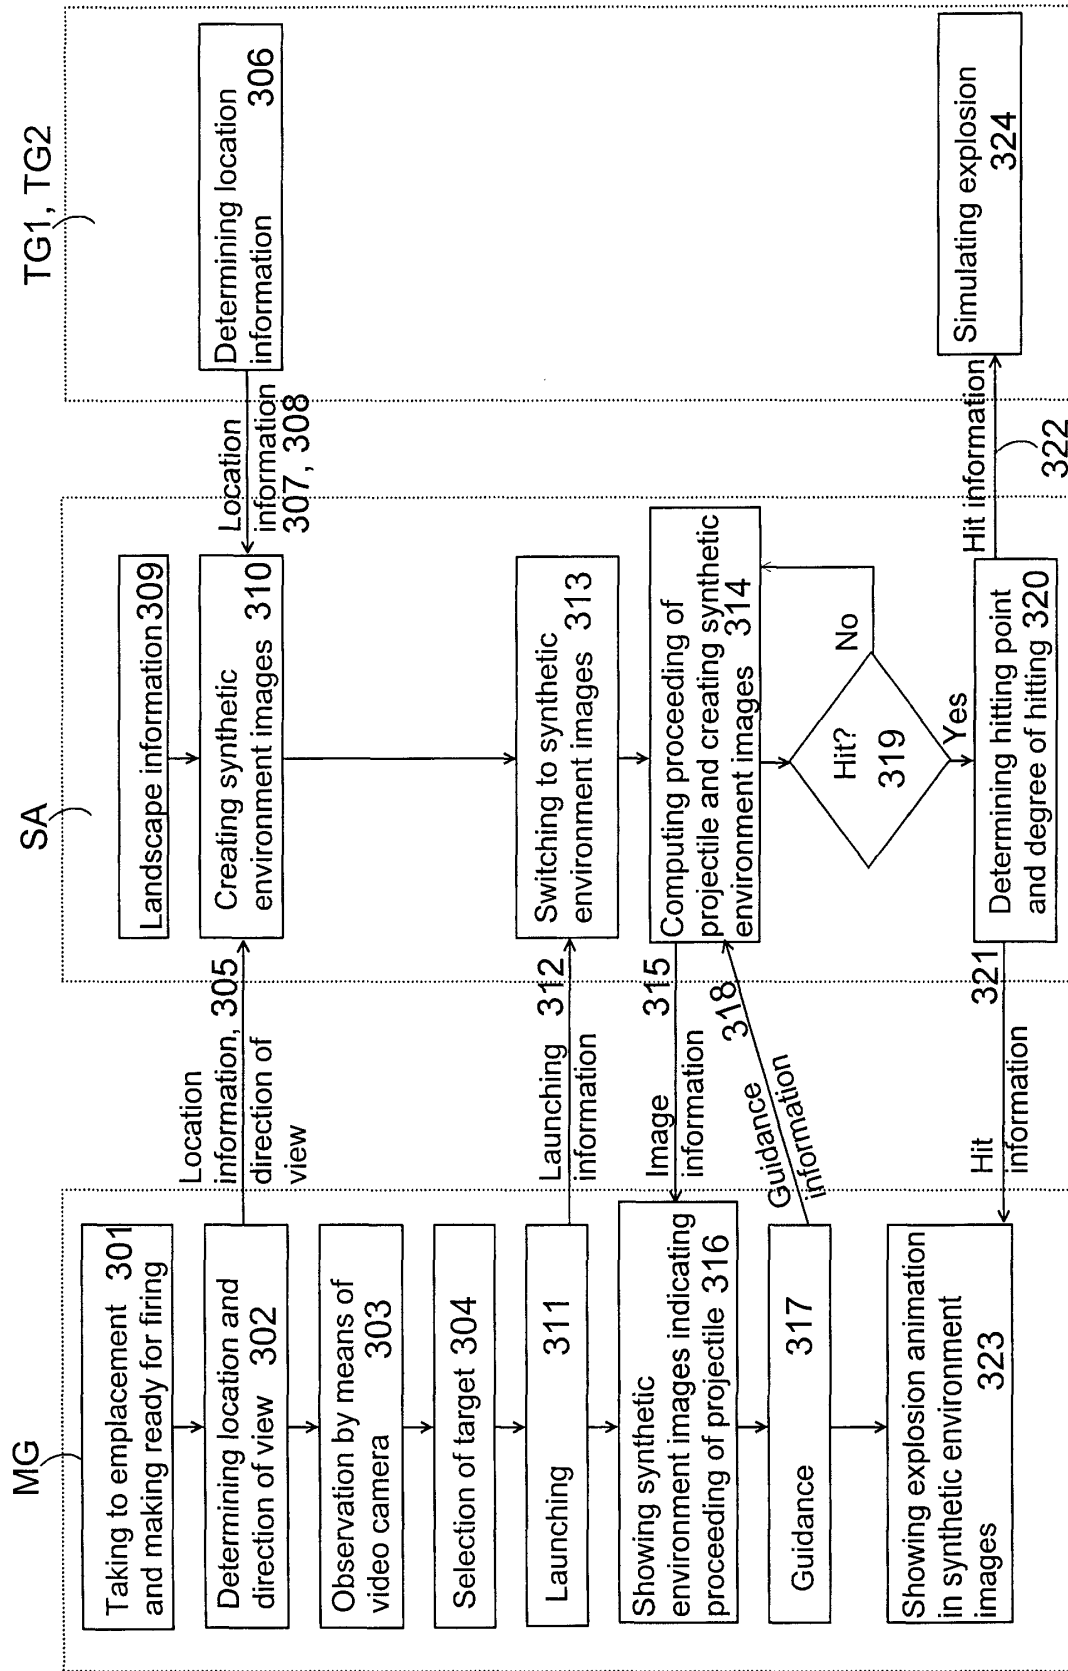 MG
Taking to emplacement 301
and making ready for firing
Determining location and
direction of view 302
Observation by means of
video camera 303
Selection of target 304
Launching 311
Showing synthetic
environment images indicating
proceeding of projectile 316
Guidance 317
Showing explosion animation
in synthetic environment
images 323
Location
information, 305
direction of
view
Launching 312
information
Image 315
information
Guidance 318
information
Hit 321
information
SA
Landscape information 309
Creating synthetic
environment images 310
Switching to synthetic
environment images 313
Computing proceeding of
projectile and creating synthetic
environment images 314
Hit?
319
No
Yes
Determining hitting point
and degree of hitting 320
Location
information
307, 308
Hit information
322
TG1, TG2
Determining location
information 306
Simulating explosion
324